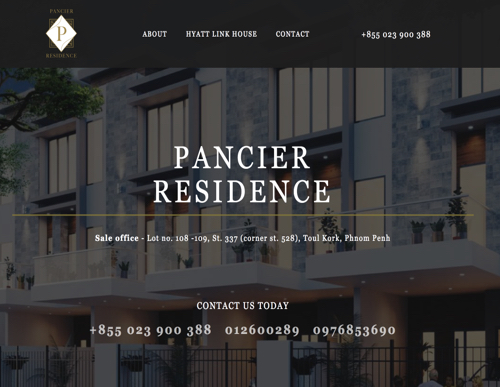 PANCIER
P
RESIDENCE
ABOUT HYATT LINK HOUSE CONTACT +855 023 900 388
PANCIER
RESIDENCE
Sale office - Lot no. 108 -109, St. 337 (corner st. 528), Toul Kork, Phnom Penh
CONTACT US TODAY
+855 023 900 388 012600289 0976853690